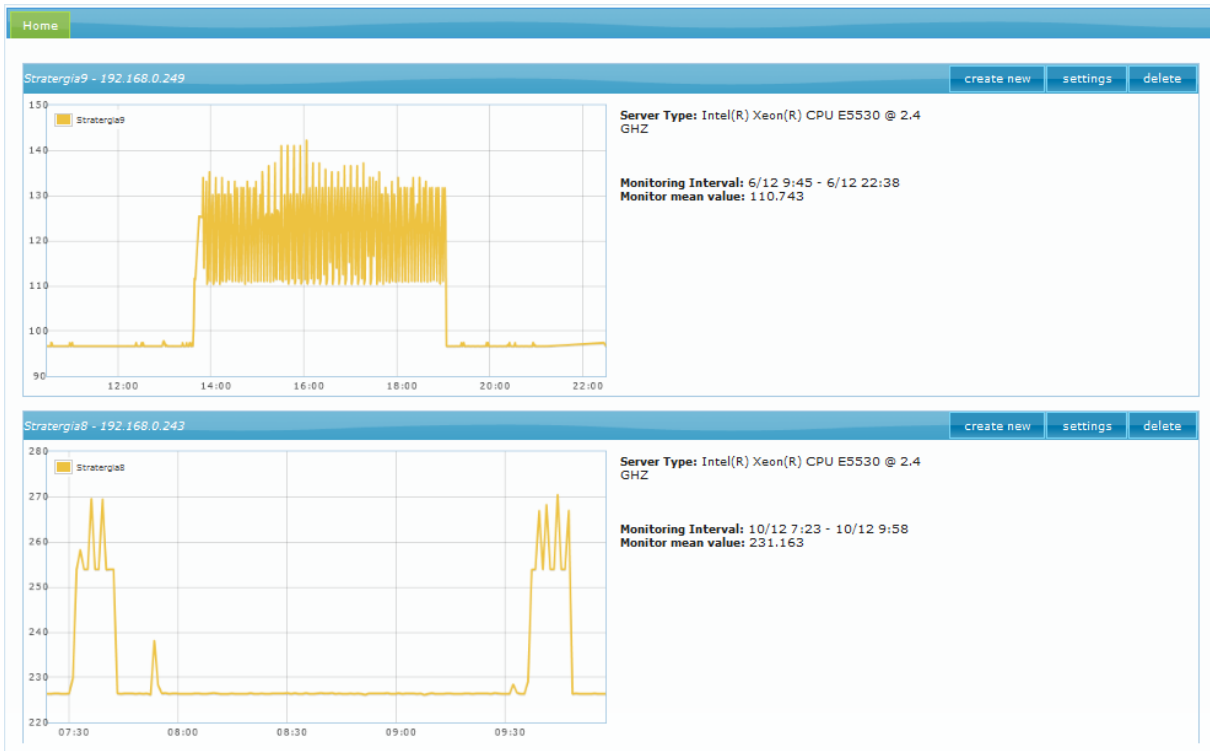 Home
Stratergia9 - 192.168.0.249
create new
settings
delete
150
140
130
120
110
100
90
Stratergia9
12:00
14:00
16:00
18:00
20:00
22:00
Server Type: Intel(R) Xeon(R) CPU E5530 @ 2.4
GHZ
Monitoring Interval: 6/12 9:45 - 6/12 22:38
Monitor mean value: 110.743
Stratergia8 - 192.168.0.243
create new
settings
delete
280
270
260
250
240
230
220
Stratergia8
07:30
08:00
08:30
09:00
09:30
Server Type: Intel(R) Xeon(R) CPU E5530 @ 2.4
GHZ
Monitoring Interval: 10/12 7:23 - 10/12 9:58
Monitor mean value: 231.163